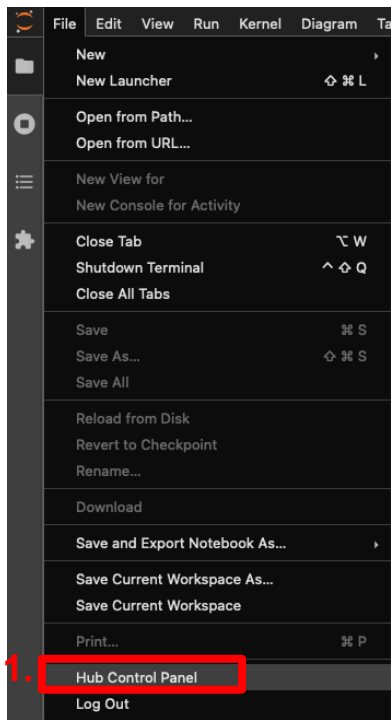 File Edit View Run Kernel Diagram Ta
New
New Launcher ⇧ ⌘ L
Open from Path...
Open from URL...
New View for
New Console for Activity
Close Tab ⌥ W
Shutdown Terminal ⌃ ⇧ Q
Close All Tabs
Save ⌘ S
Save As... ⇧ ⌘ S
Save All
Reload from Disk
Revert to Checkpoint
Rename...
Download
Save and Export Notebook As...
Save Current Workspace As...
Save Current Workspace
Print... ⌘ P
1. Hub Control Panel
Log Out